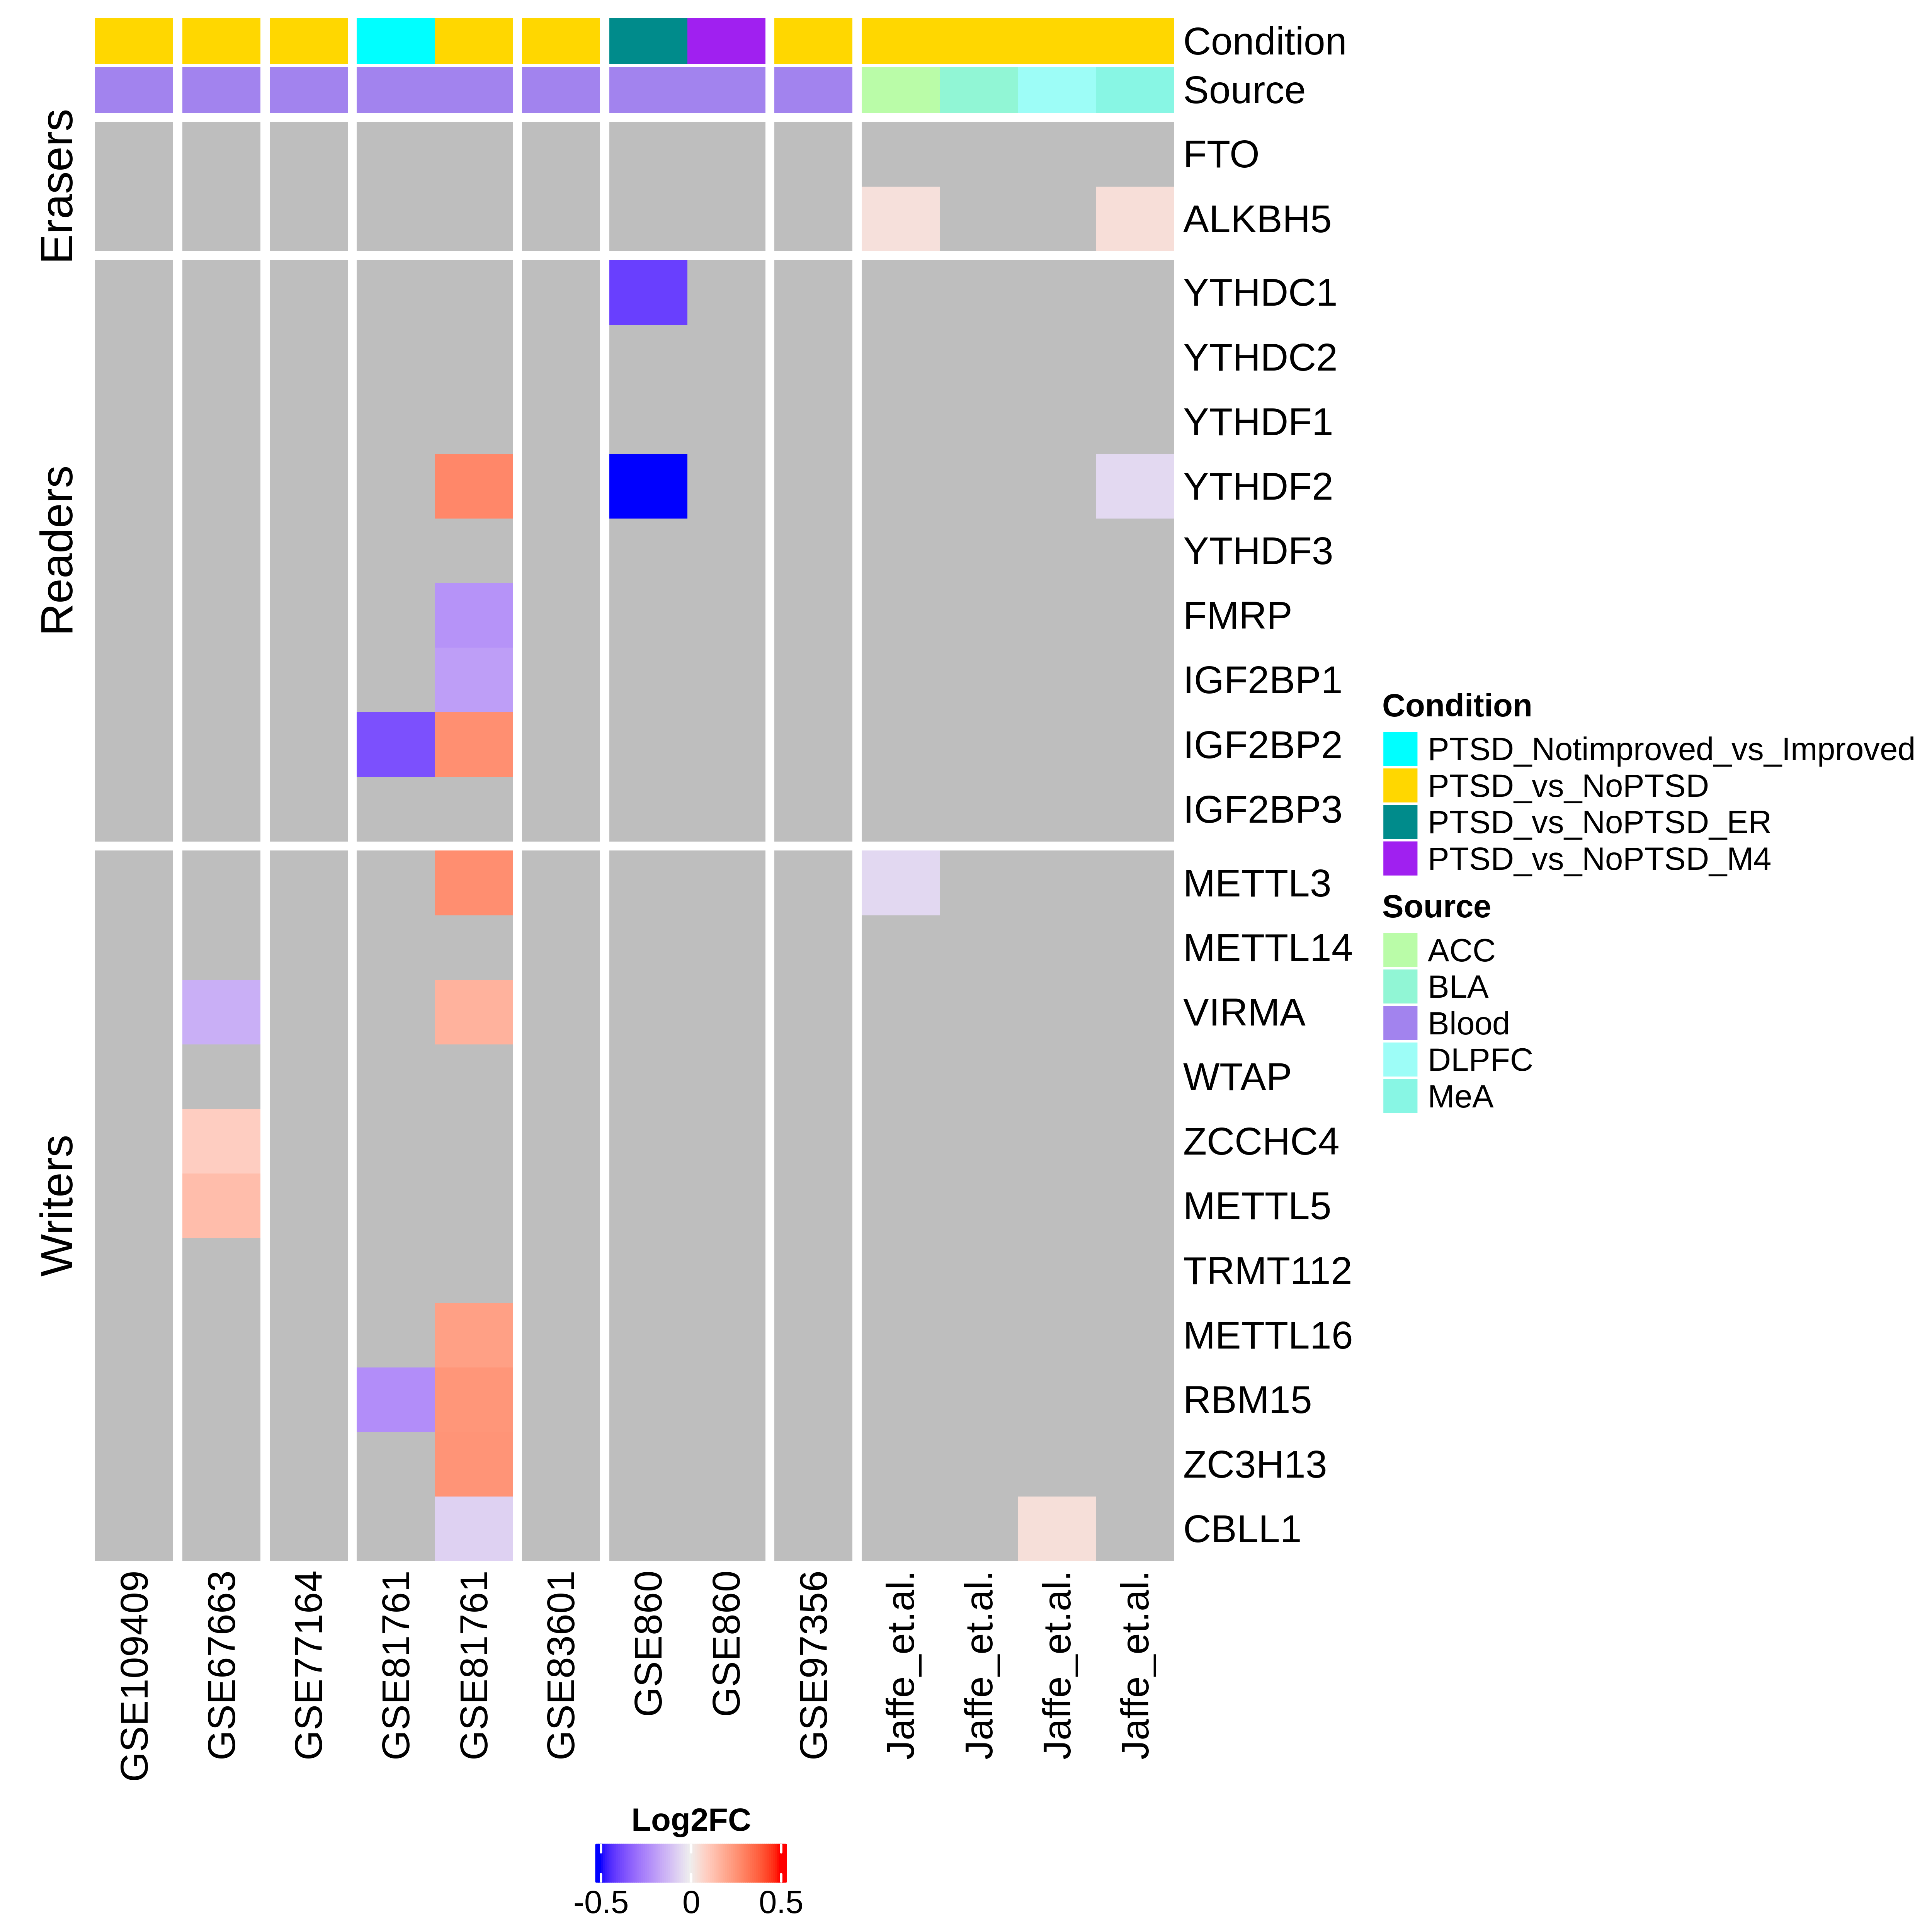 Condition
Source
Erasers
FTO
ALKBH5
Readers
YTHDC1
YTHDC2
YTHDF1
YTHDF2
YTHDF3
FMRP
IGF2BP1
IGF2BP2
IGF2BP3
Writers
METTL3
METTL14
VIRMA
WTAP
ZCCHC4
METTL5
TRMT112
METTL16
RBM15
ZC3H13
CBLL1
GSE109409
GSE67663
GSE77164
GSE81761
GSE81761
GSE83601
GSE860
GSE860
GSE97356
Jaffe_et.al.
Jaffe_et.al.
Jaffe_et.al.
Jaffe_et.al.
Condition
PTSD_Notimproved_vs_Improved
PTSD_vs_NoPTSD
PTSD_vs_NoPTSD_ER
PTSD_vs_NoPTSD_M4
Source
ACC
BLA
Blood
DLPFC
MeA
Log2FC
-0.5 0 0.5